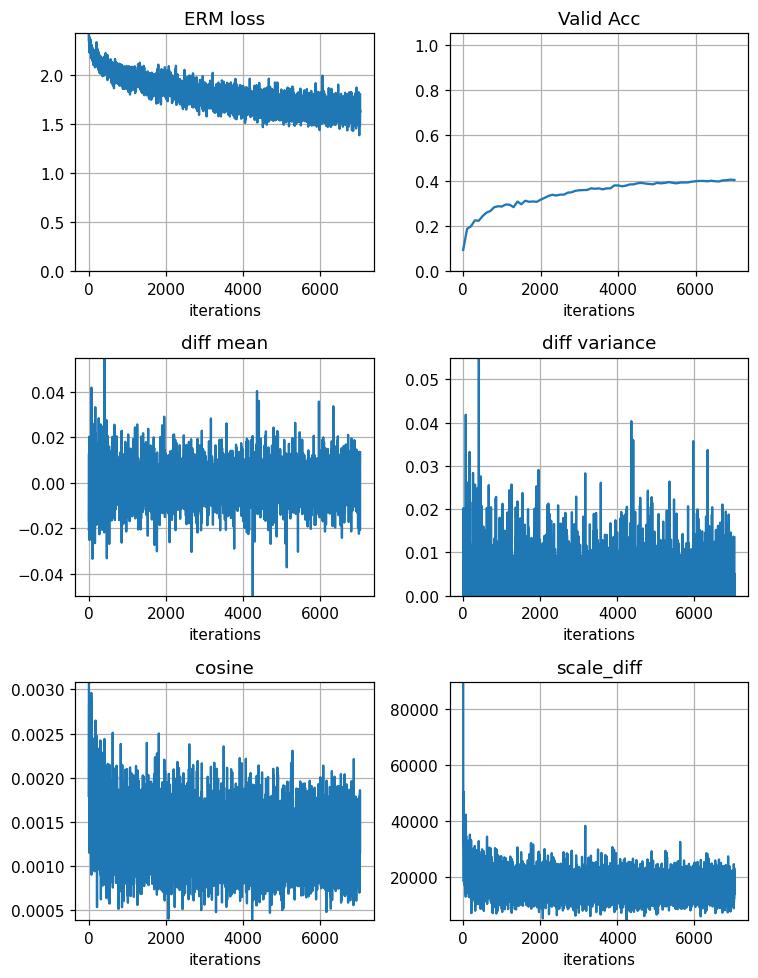 ERM loss
2.0
1.5
1.0
0.5
0.0
0 2000 4000 6000
iterations
Valid Acc
1.0
0.8
0.6
0.4
0.2
0.0
0 2000 4000 6000
iterations
diff mean
0.04
0.02
0.00
−0.02
−0.04
0 2000 4000 6000
iterations
diff variance
0.05
0.04
0.03
0.02
0.01
0.00
0 2000 4000 6000
iterations
cosine
0.0030
0.0025
0.0020
0.0015
0.0010
0.0005
0 2000 4000 6000
iterations
scale_diff
80000
60000
40000
20000
0 2000 4000 6000
iterations